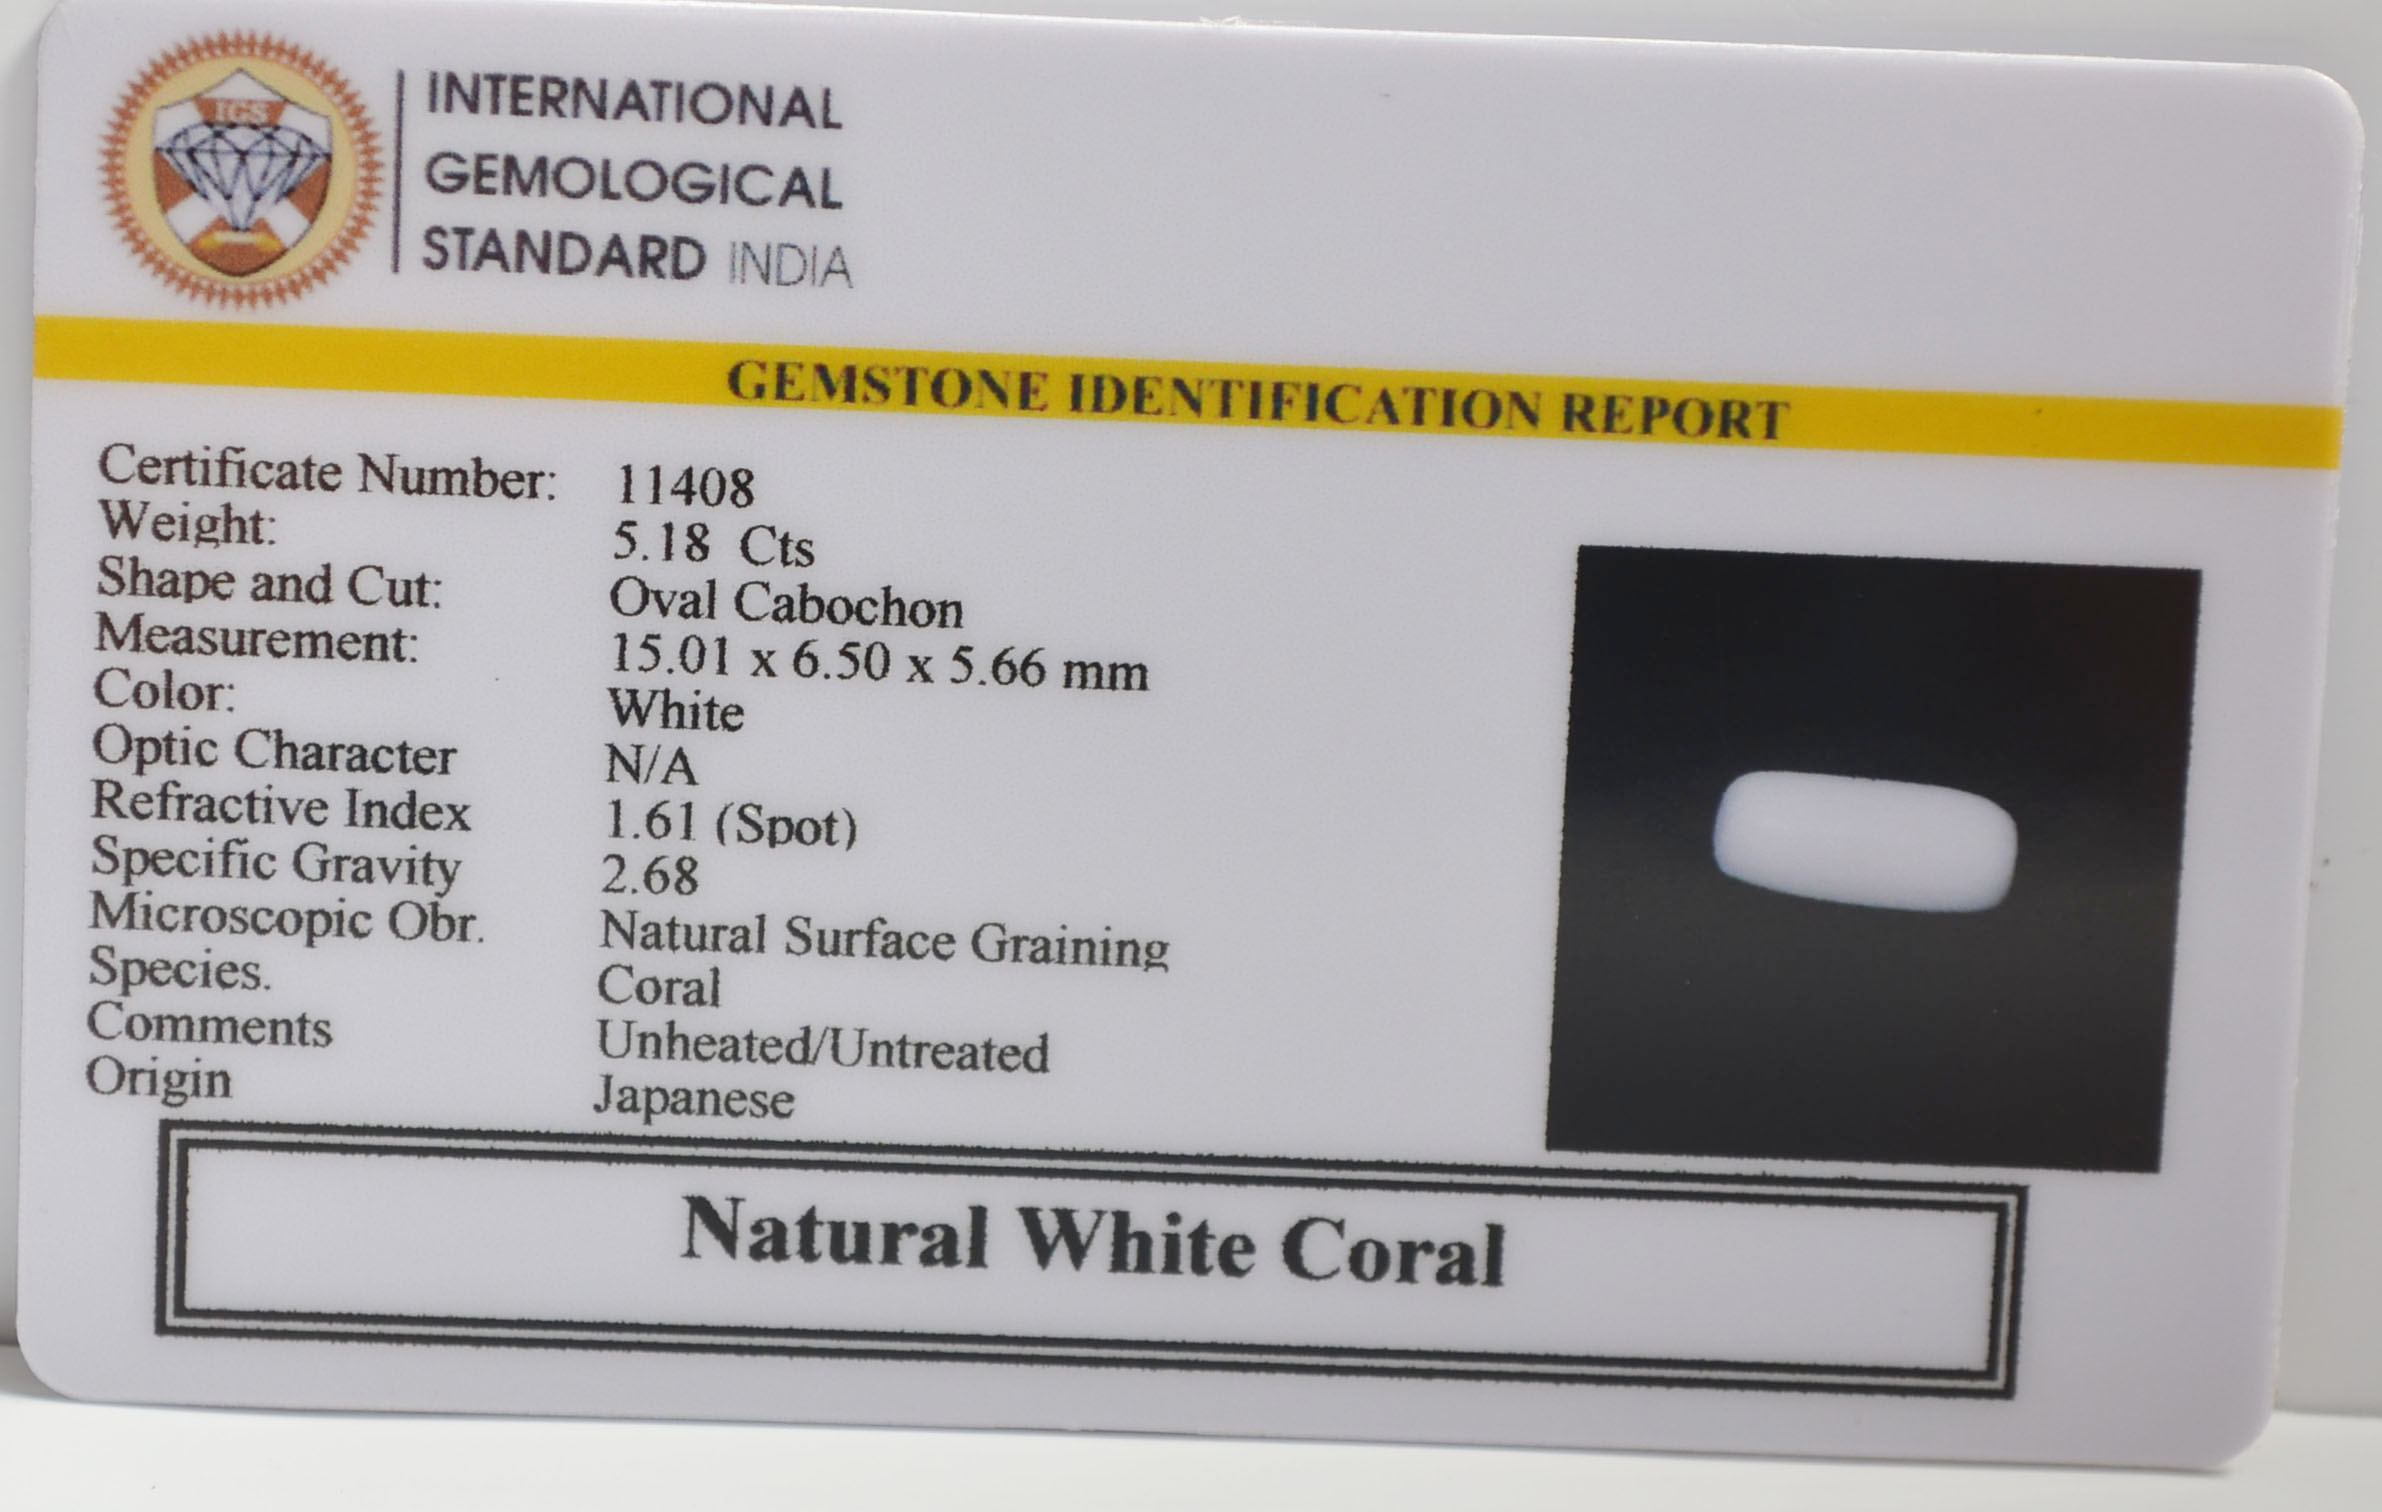 IGS
INTERNATIONAL
GEMOLOGICAL
STANDARD INDIA
GEMSTONE IDENTIFICATION REPORT
Certificate Number: 11408
Weight: 5.18 Cts
Shape and Cut: Oval Cabochon
Measurement: 15.01 x 6.50 x 5.66 mm
Color: White
Optic Character N/A
Refractive Index 1.61 (Spot)
Specific Gravity 2.68
Microscopic Obr. Natural Surface Graining
Species. Coral
Comments Unheated/Untreated
Origin Japanese
Natural White Coral